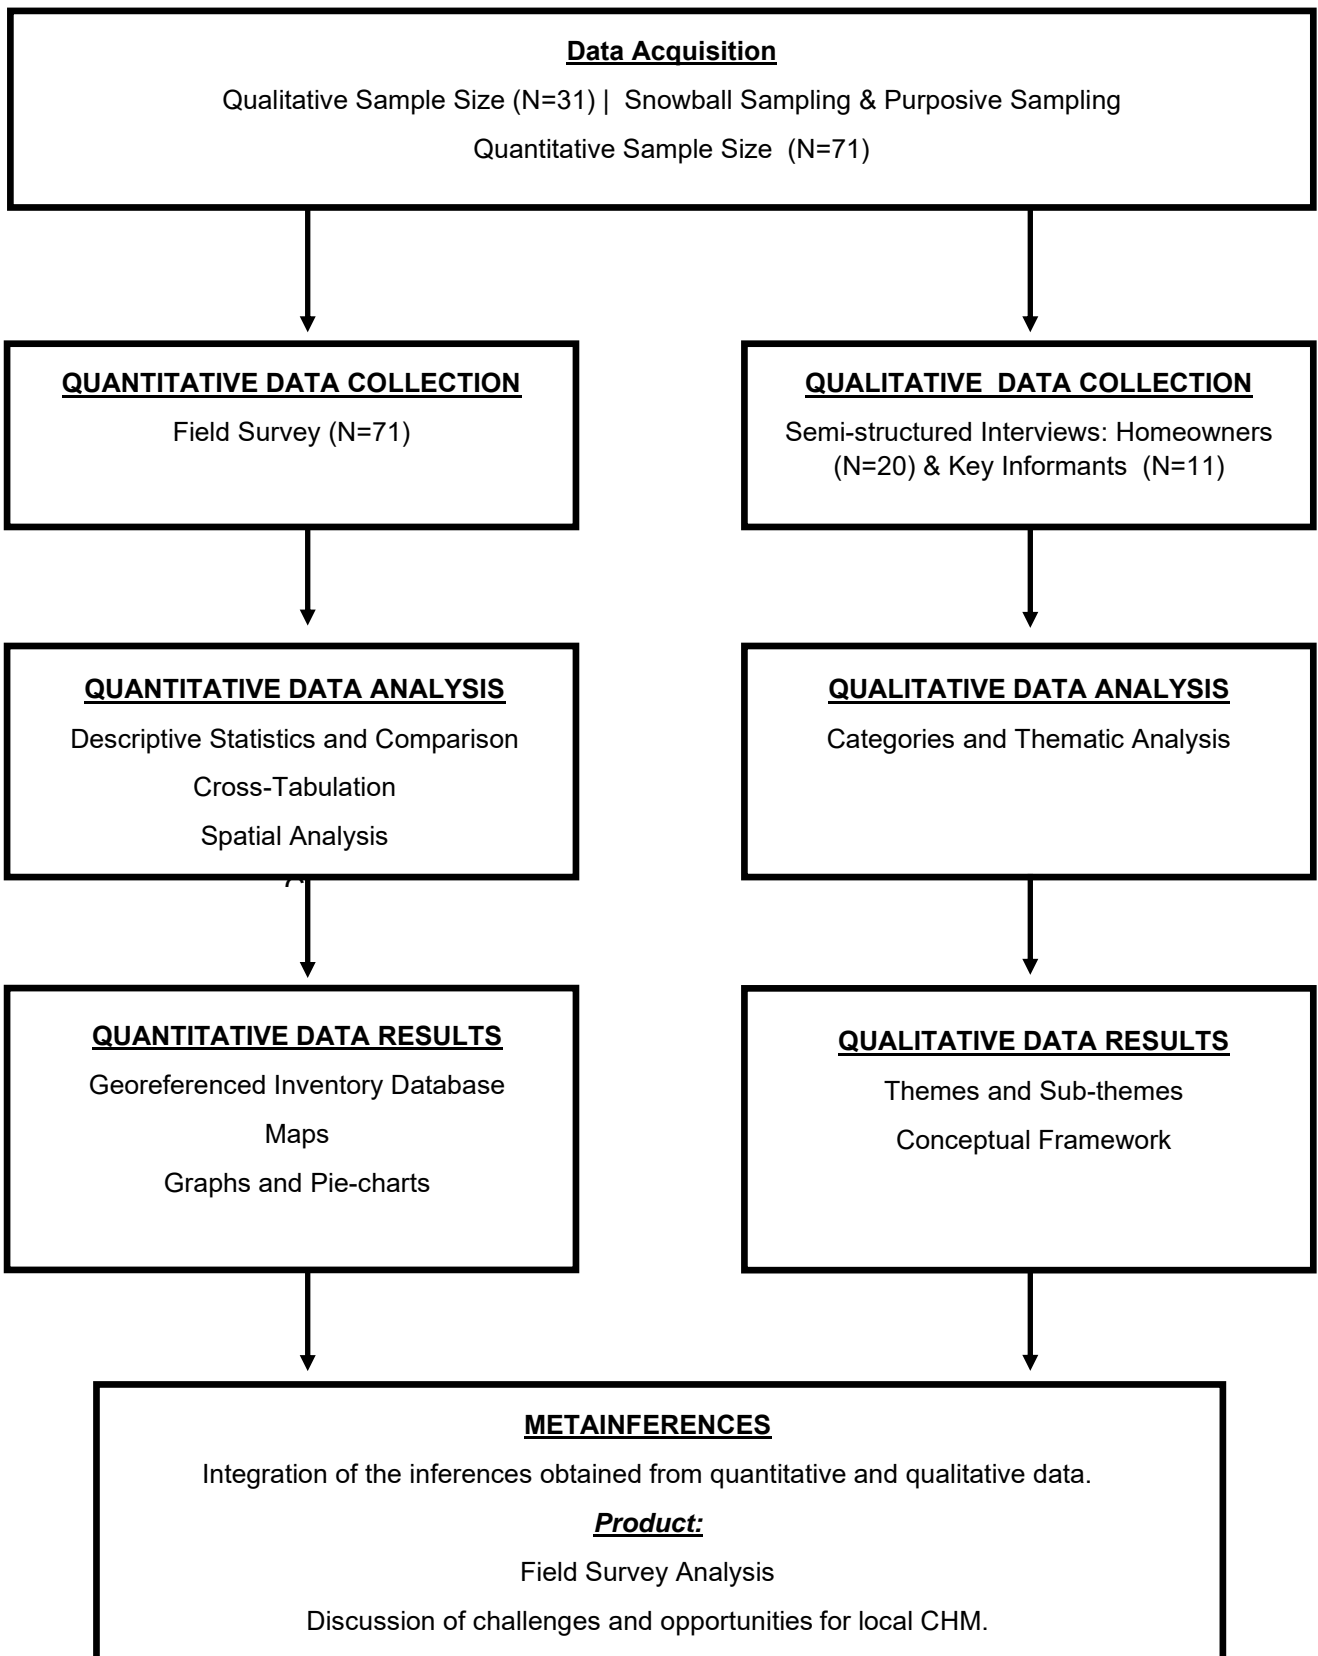 Data Acquisition
Qualitative Sample Size (N=31) | Snowball Sampling & Purposive Sampling
Quantitative Sample Size (N=71)
QUANTITATIVE DATA COLLECTION
Field Survey (N=71)
QUALITATIVE DATA COLLECTION
Semi-structured Interviews: Homeowners
(N=20) & Key Informants (N=11)
QUANTITATIVE DATA ANALYSIS
Descriptive Statistics and Comparison
Cross-Tabulation
Spatial Analysis
QUALITATIVE DATA ANALYSIS
Categories and Thematic Analysis
QUANTITATIVE DATA RESULTS
Georeferenced Inventory Database
Maps
Graphs and Pie-charts
QUALITATIVE DATA RESULTS
Themes and Sub-themes
Conceptual Framework
METAINFERENCES
Integration of the inferences obtained from quantitative and qualitative data.
Product:
Field Survey Analysis
Discussion of challenges and opportunities for local CHM.